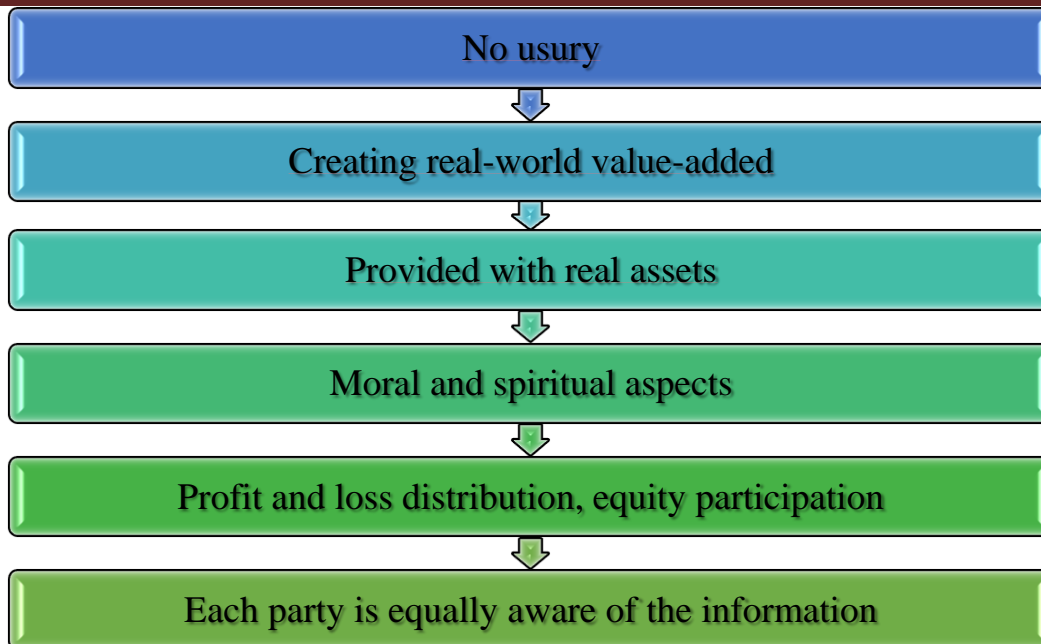 No usury
Creating real-world value-added
Provided with real assets
Moral and spiritual aspects
Profit and loss distribution, equity participation
Each party is equally aware of the information